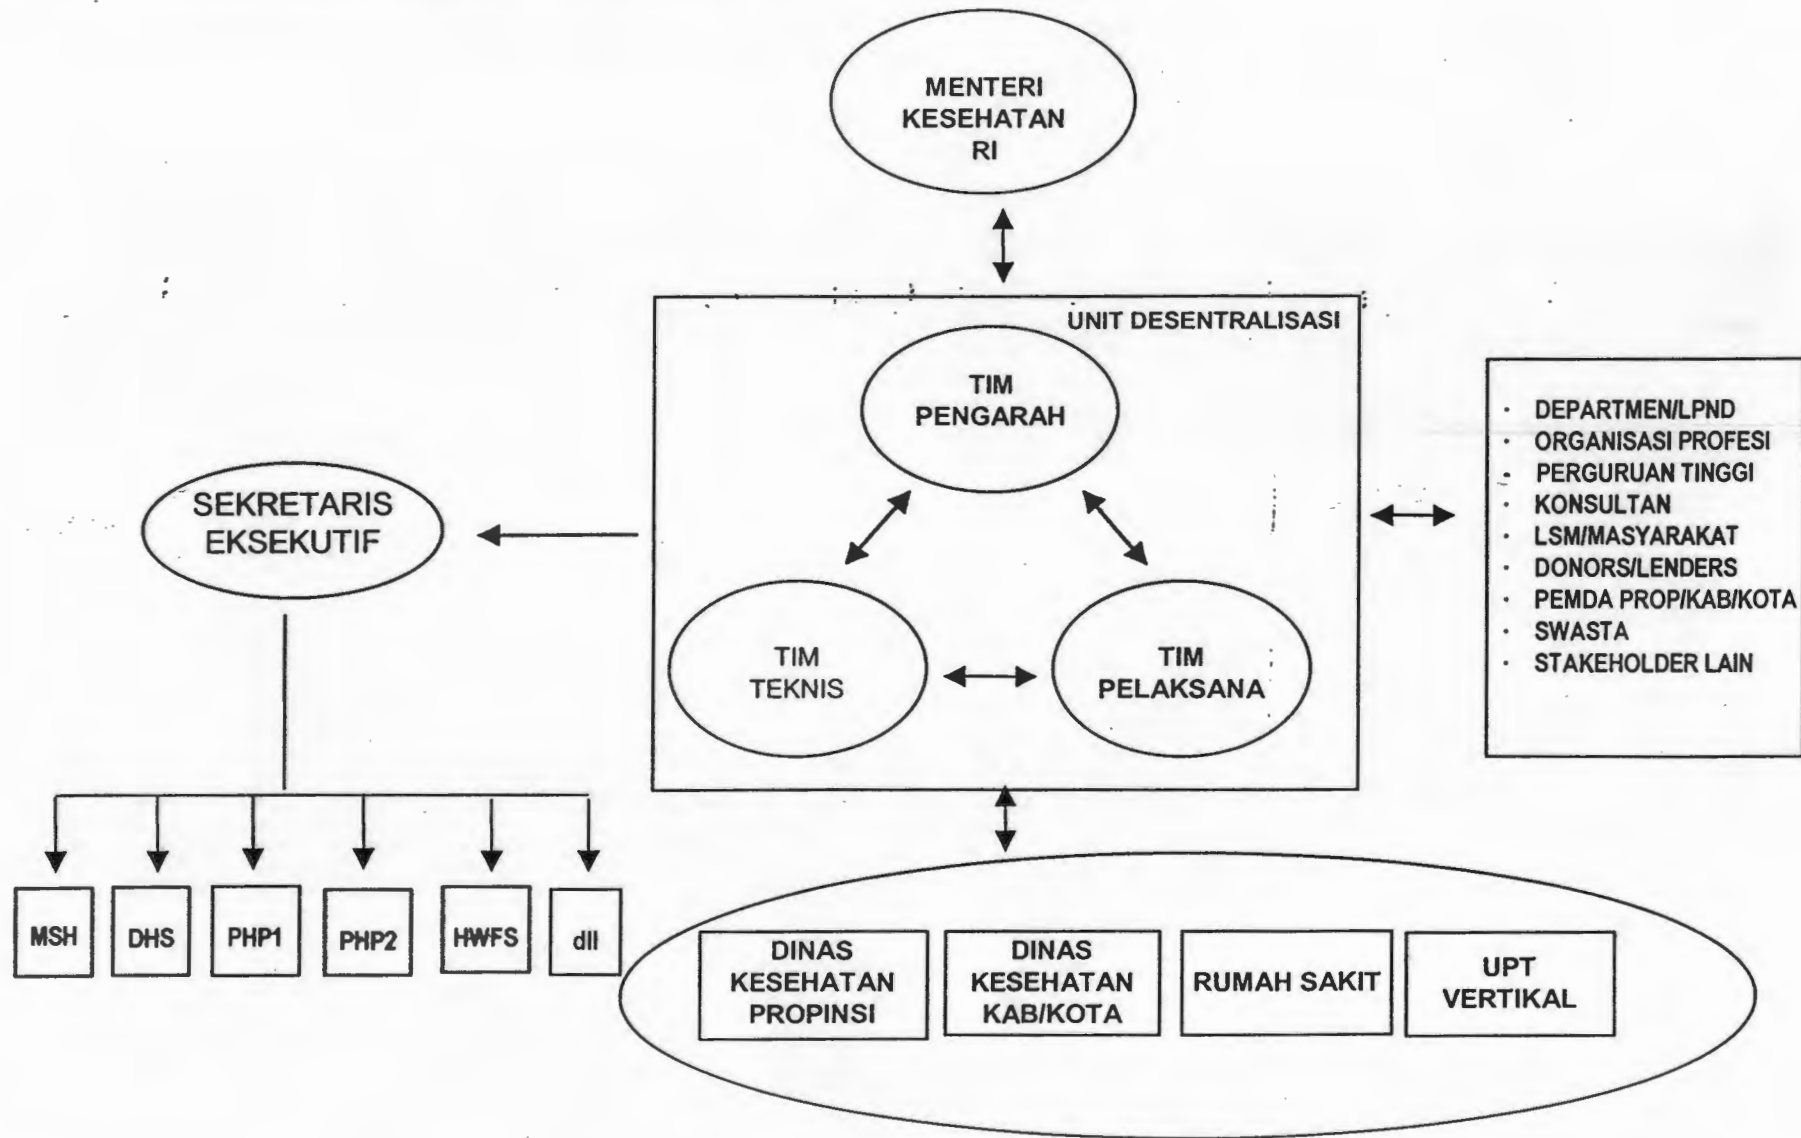 MENTERI
KESEHATAN
RI
UNIT DESENTRALISASI
TIM
PENGARAH
TIM
TEKNIS
TIM
PELAKSANA
SEKRETARIS
EKSEKUTIF
· DEPARTMEN/LPND
· ORGANISASI PROFESI
· PERGURUAN TINGGI
· KONSULTAN
· LSM/MASYARAKAT
· DONORS/LENDERS
· PEMDA PROP/KAB/KOTA
· SWASTA
· STAKEHOLDER LAIN
MSH
DHS
PHP1
PHP2
HWFS
dll
DINAS
KESEHATAN
PROPINSI
DINAS
KESEHATAN
KAB/KOTA
RUMAH SAKIT
UPT
VERTIKAL